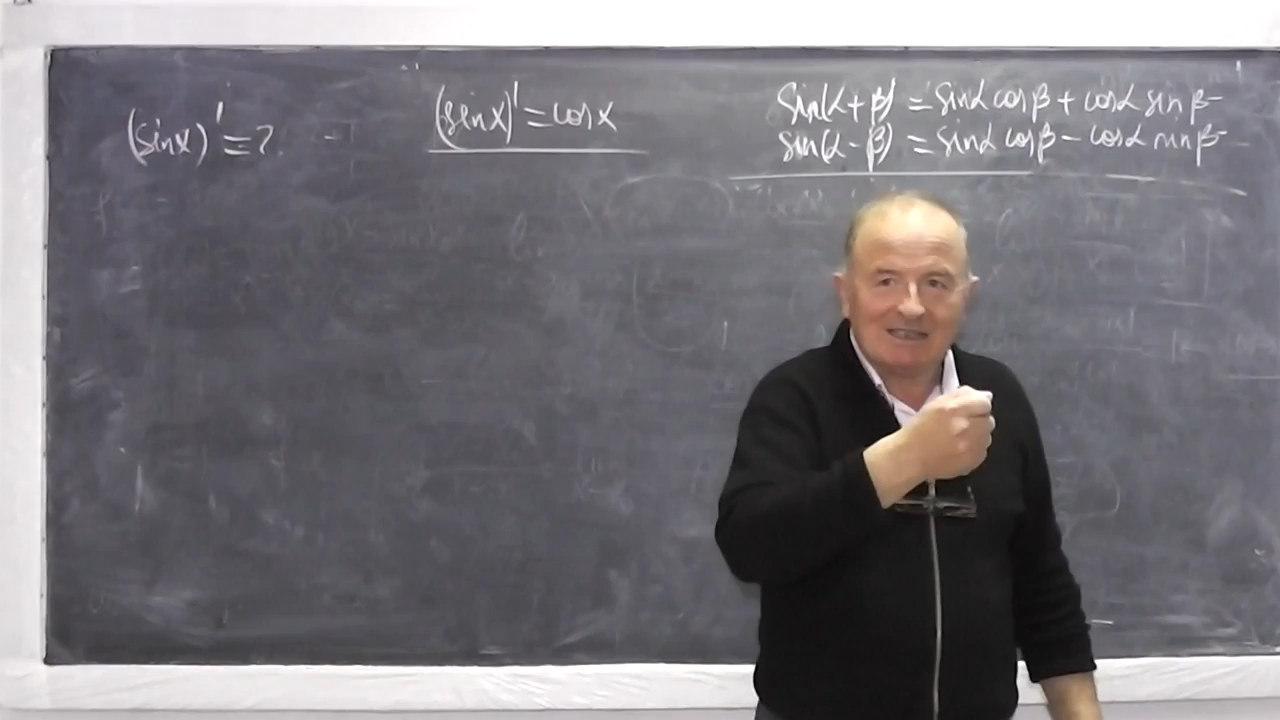 (sinx)' = ?
(sinx)' = cosx
sin(α+β) = sinα cosβ + cosα sinβ
sin(α-β) = sinα cosβ - cosα sinβ